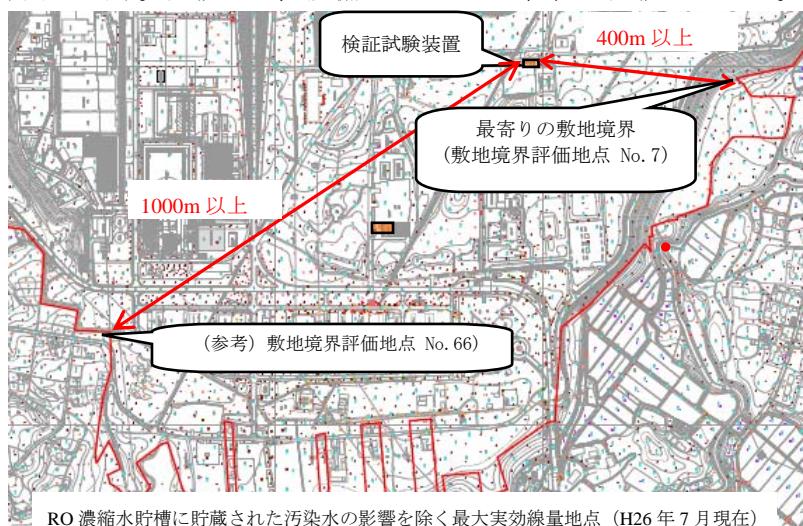 検証試験装置
400m 以上
最寄りの敷地境界
(敷地境界評価地点 No.7)
1000m 以上
(参考) 敷地境界評価地点 No.66)
RO 濃縮水貯槽に貯蔵された汚染水の影響を除く最大実効線量地点 (H26 年 7 月現在)